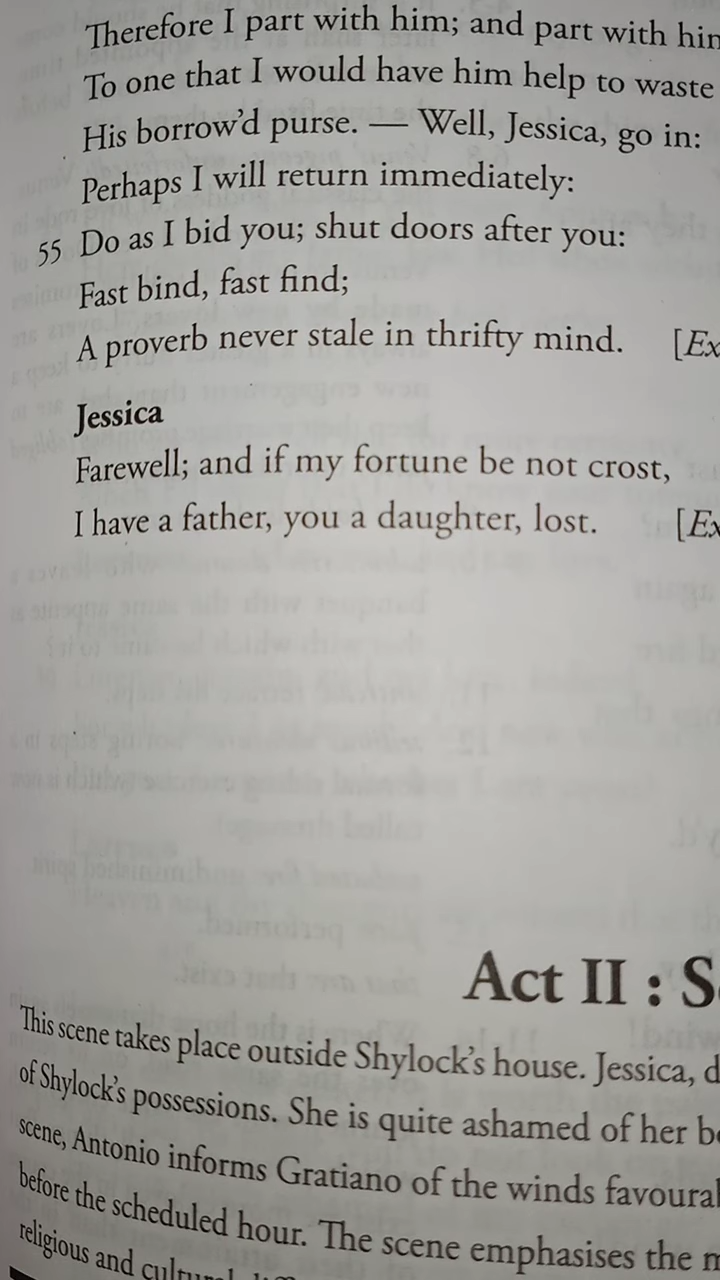 Therefore I part with him; and part with him
To one that I would have him help to waste
His borrow'd purse. — Well, Jessica, go in:
Perhaps I will return immediately:
55 Do as I bid you; shut doors after you:
Fast bind, fast find;
A proverb never stale in thrifty mind. [Ex
Jessica
Farewell; and if my fortune be not crost,
I have a father, you a daughter, lost. [Ex
Act II : S
This scene takes place outside Shylock's house. Jessica, d
of Shylock's possessions. She is quite ashamed of her b
scene, Antonio informs Gratiano of the winds favoura
before the scheduled hour. The scene emphasises the m
religious and cultural